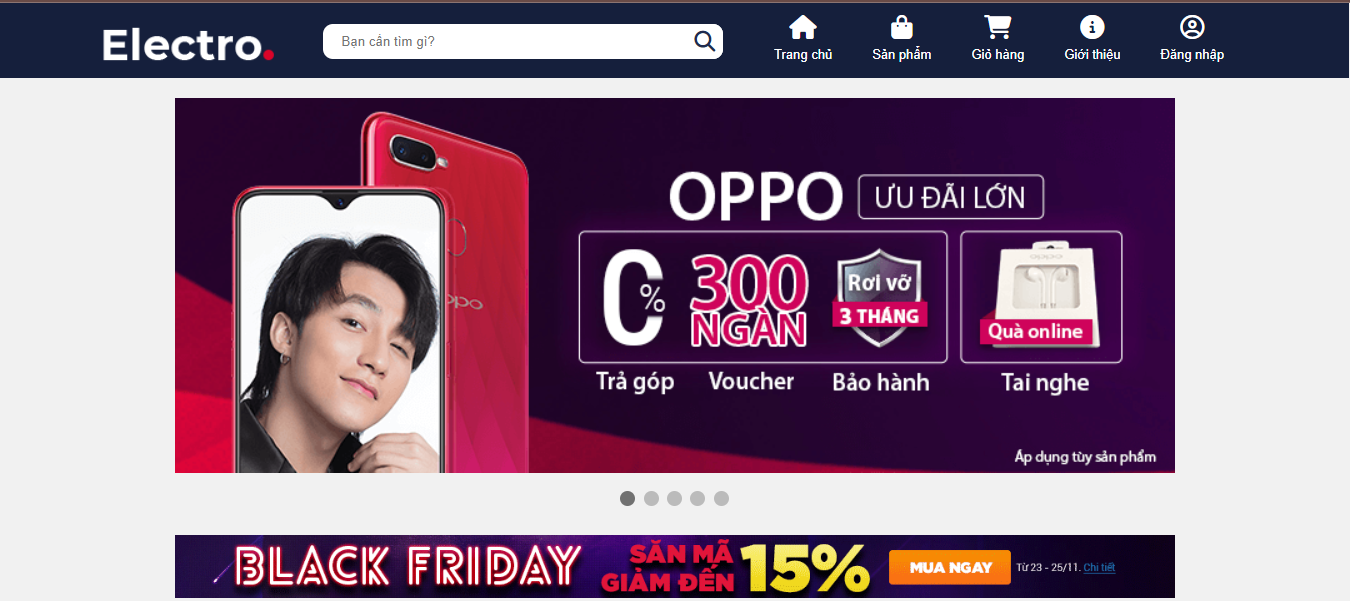 Electro.
Bạn cần tìm gì?
Trang chủ
Sản phẩm
Giỏ hàng
Giới thiệu
Đăng nhập
OPPO ƯU ĐÃI LỚN
0%
300 NGÀN
Rơi vỡ
3 THÁNG
oppo
Quà online
Trả góp
Voucher
Bảo hành
Tai nghe
Áp dụng tùy sản phẩm
oppo
BLACK FRIDAY
SĂN MÃ
GIẢM ĐẾN
15%
MUA NGAY
Từ 23 - 25/11. Chi tiết